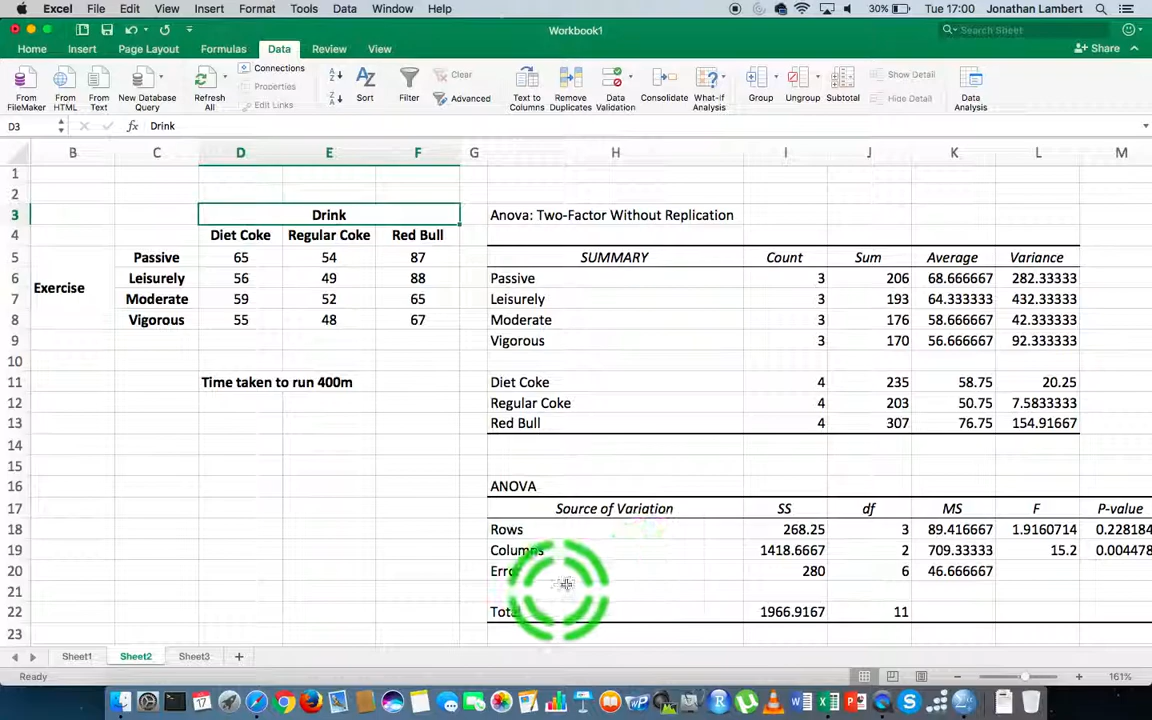 Excel File Edit View Insert Format Tools Data Window Help 30% Tue 17:00 Jonathan Lambert
Workbook1 Search Sheet
Home Insert Page Layout Formulas Data Review View Share
From FileMaker
From HTML
From Text
New Database Query
Refresh All
Connections
Properties
Edit Links
Sort
Filter
Clear
Advanced
Text to Columns
Remove Duplicates
Data Validation
Consolidate
What-if Analysis
Group
Ungroup
Subtotal
Show Detail
Hide Detail
Data Analysis
D3 fx Drink
B C D E F G H I J K L M
1
2
3 Drink Anova: Two-Factor Without Replication
4 Diet Coke Regular Coke Red Bull
5 Passive 65 54 87 SUMMARY Count Sum Average Variance
6 Leisurely 56 49 88 Passive 3 206 68.666667 282.33333
Exercise
7 Moderate 59 52 65 Leisurely 3 193 64.333333 432.33333
8 Vigorous 55 48 67 Moderate 3 176 58.666667 42.333333
9 Vigorous 3 170 56.666667 92.333333
10
11 Time taken to run 400m Diet Coke 4 235 58.75 20.25
12 Regular Coke 4 203 50.75 7.5833333
13 Red Bull 4 307 76.75 154.91667
14
15
16 ANOVA
17 Source of Variation SS df MS F P-value
18 Rows 268.25 3 89.416667 1.9160714 0.228184
19 Columns 1418.6667 2 709.33333 15.2 0.004478
20 Error 280 6 46.666667
21
22 Total 1966.9167 11
23
Sheet1 Sheet2 Sheet3 +
Ready 161%